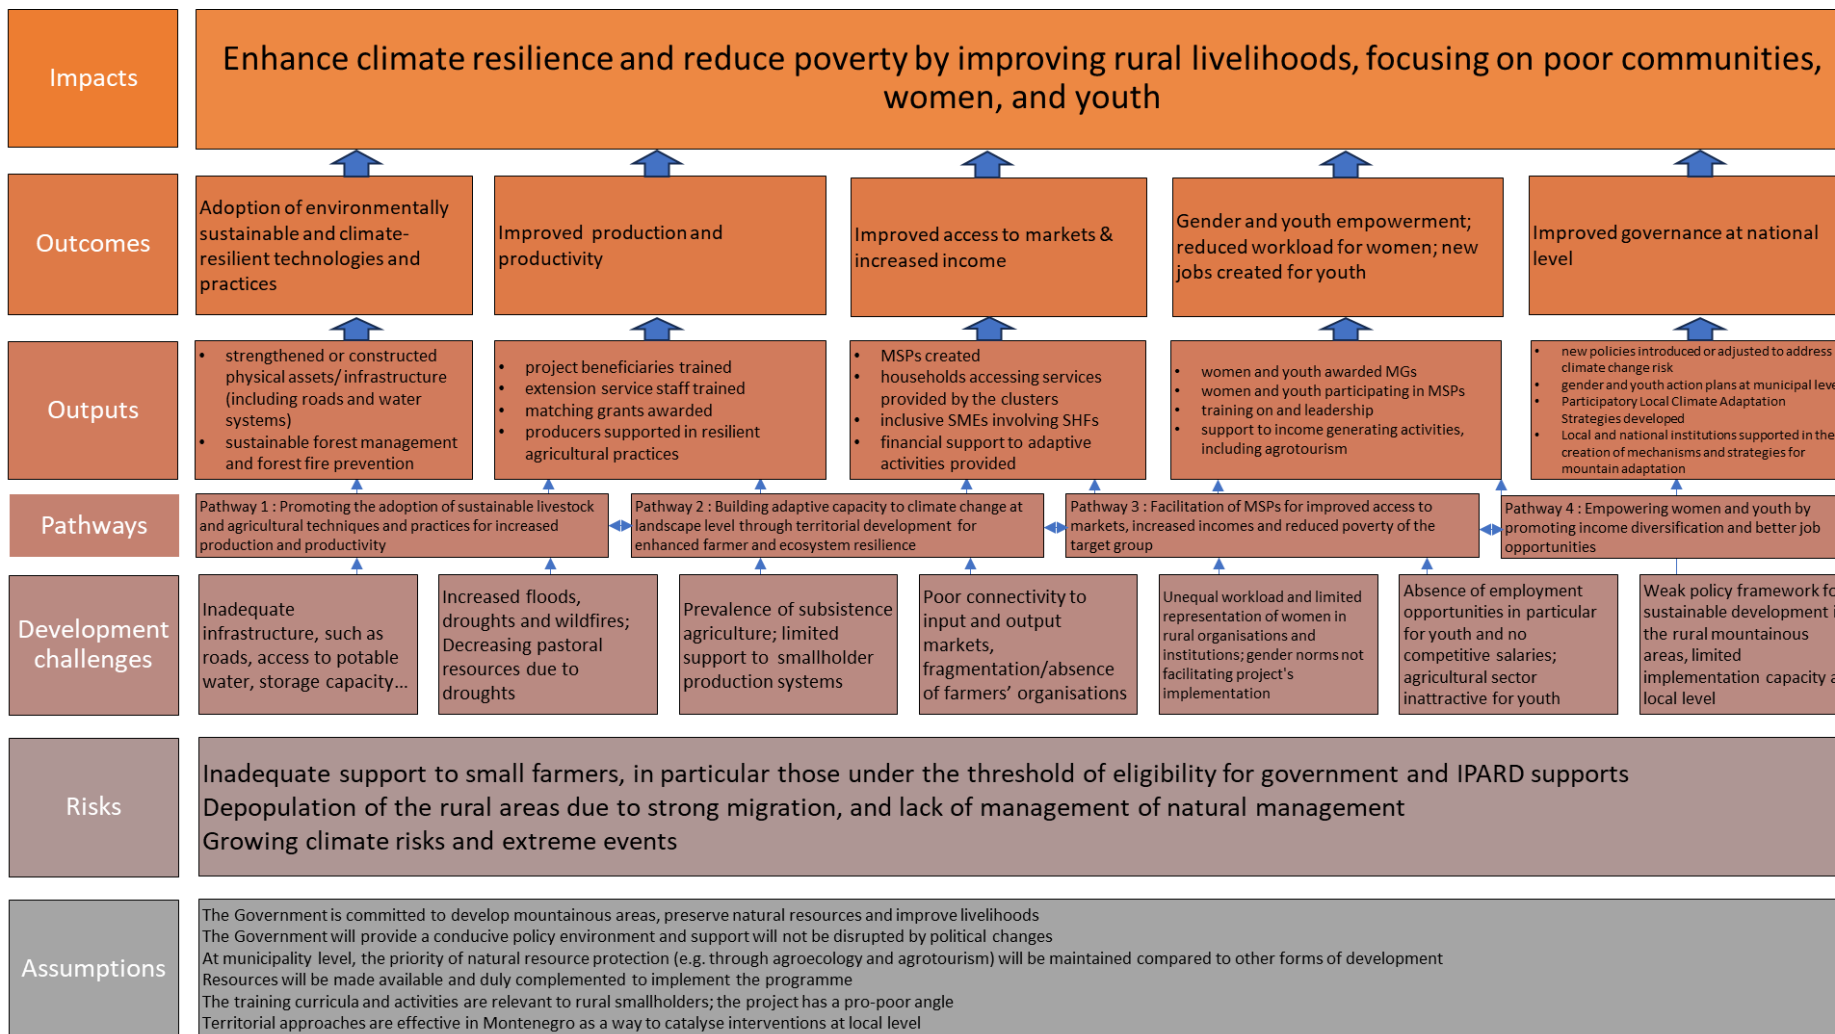 Impacts
Enhance climate resilience and reduce poverty by improving rural livelihoods, focusing on poor communities,
women, and youth
Outcomes
Adoption of environmentally
sustainable and climate-
resilient technologies and
practices
Improved production and
productivity
Improved access to markets &
increased income
Gender and youth empowerment;
reduced workload for women; new
jobs created for youth
Improved governance at national
level
Outputs
• strengthened or constructed
physical assets/ infrastructure
(including roads and water
systems)
• sustainable forest management
and forest fire prevention
• project beneficiaries trained
• extension service staff trained
• matching grants awarded
• producers supported in resilient
agricultural practices
• MSPs created
• households accessing services
provided by the clusters
• inclusive SMEs involving SHFs
• financial support to adaptive
activities provided
• women and youth awarded MGs
• women and youth participating in MSPs
• training on and leadership
• support to income generating activities,
including agrotourism
• new policies introduced or adjusted to address
climate change risk
• gender and youth action plans at municipal leve
• Participatory Local Climate Adaptation
Strategies developed
• Local and national institutions supported in the
creation of mechanisms and strategies for
mountain adaptation
Pathways
Pathway 1 : Promoting the adoption of sustainable livestock
and agricultural techniques and practices for increased
production and productivity
Pathway 2 : Building adaptive capacity to climate change at
landscape level through territorial development for
enhanced farmer and ecosystem resilience
Pathway 3 : Facilitation of MSPs for improved access to
markets, increased incomes and reduced poverty of the
target group
Pathway 4 : Empowering women and youth by
promoting income diversification and better job
opportunities
Development
challenges
Inadequate
infrastructure, such as
roads, access to potable
water, storage capacity...
Increased floods,
droughts and wildfires;
Decreasing pastoral
resources due to
droughts
Prevalence of subsistence
agriculture; limited
support to smallholder
production systems
Poor connectivity to
input and output
markets,
fragmentation/absence
of farmers’ organisations
Unequal workload and limited
representation of women in
rural organisations and
institutions; gender norms not
facilitating project's
implementation
Absence of employment
opportunities in particular
for youth and no
competitive salaries;
agricultural sector
inattractive for youth
Weak policy framework fo
sustainable development i
the rural mountainous
areas, limited
implementation capacity a
local level
Risks
Inadequate support to small farmers, in particular those under the threshold of eligibility for government and IPARD supports
Depopulation of the rural areas due to strong migration, and lack of management of natural management
Growing climate risks and extreme events
Assumptions
The Government is committed to develop mountainous areas, preserve natural resources and improve livelihoods
The Government will provide a conducive policy environment and support will not be disrupted by political changes
At municipality level, the priority of natural resource protection (e.g. through agroecology and agrotourism) will be maintained compared to other forms of development
Resources will be made available and duly complemented to implement the programme
The training curricula and activities are relevant to rural smallholders; the project has a pro-poor angle
Territorial approaches are effective in Montenegro as a way to catalyse interventions at local level